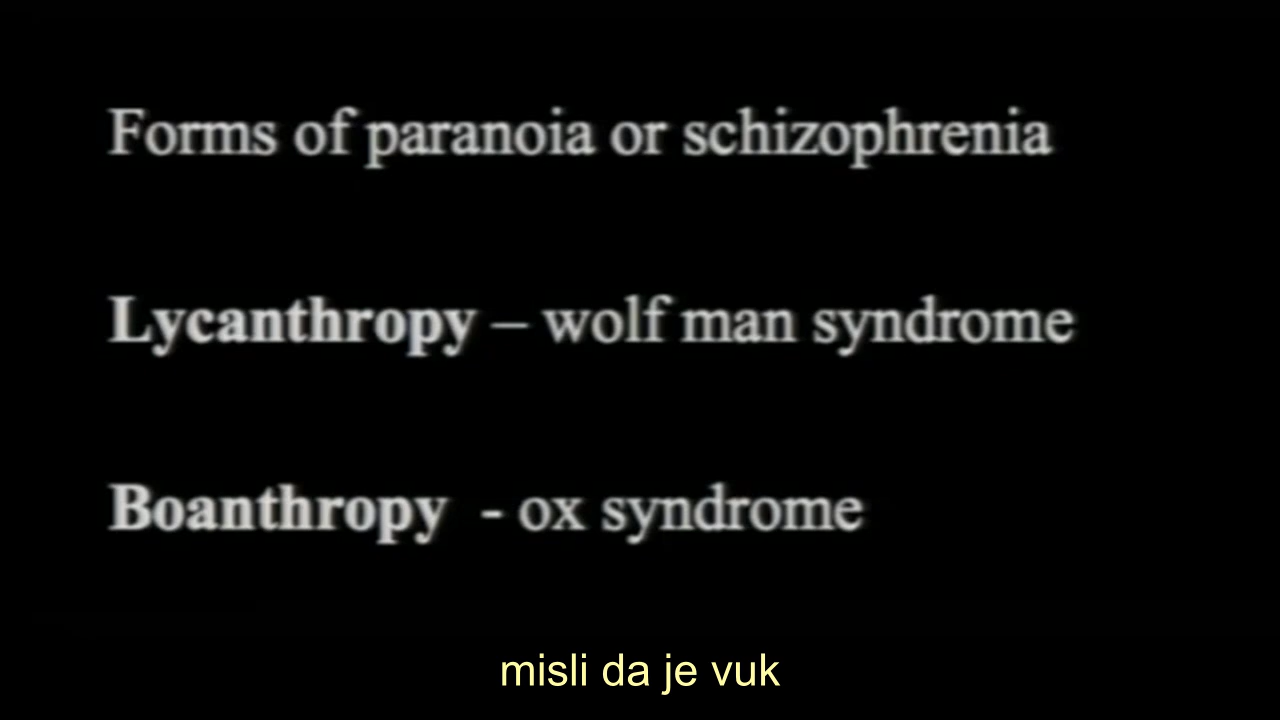 Forms of paranoia or schizophrenia
Lycanthropy – wolf man syndrome
Boanthropy - ox syndrome
misli da je vuk